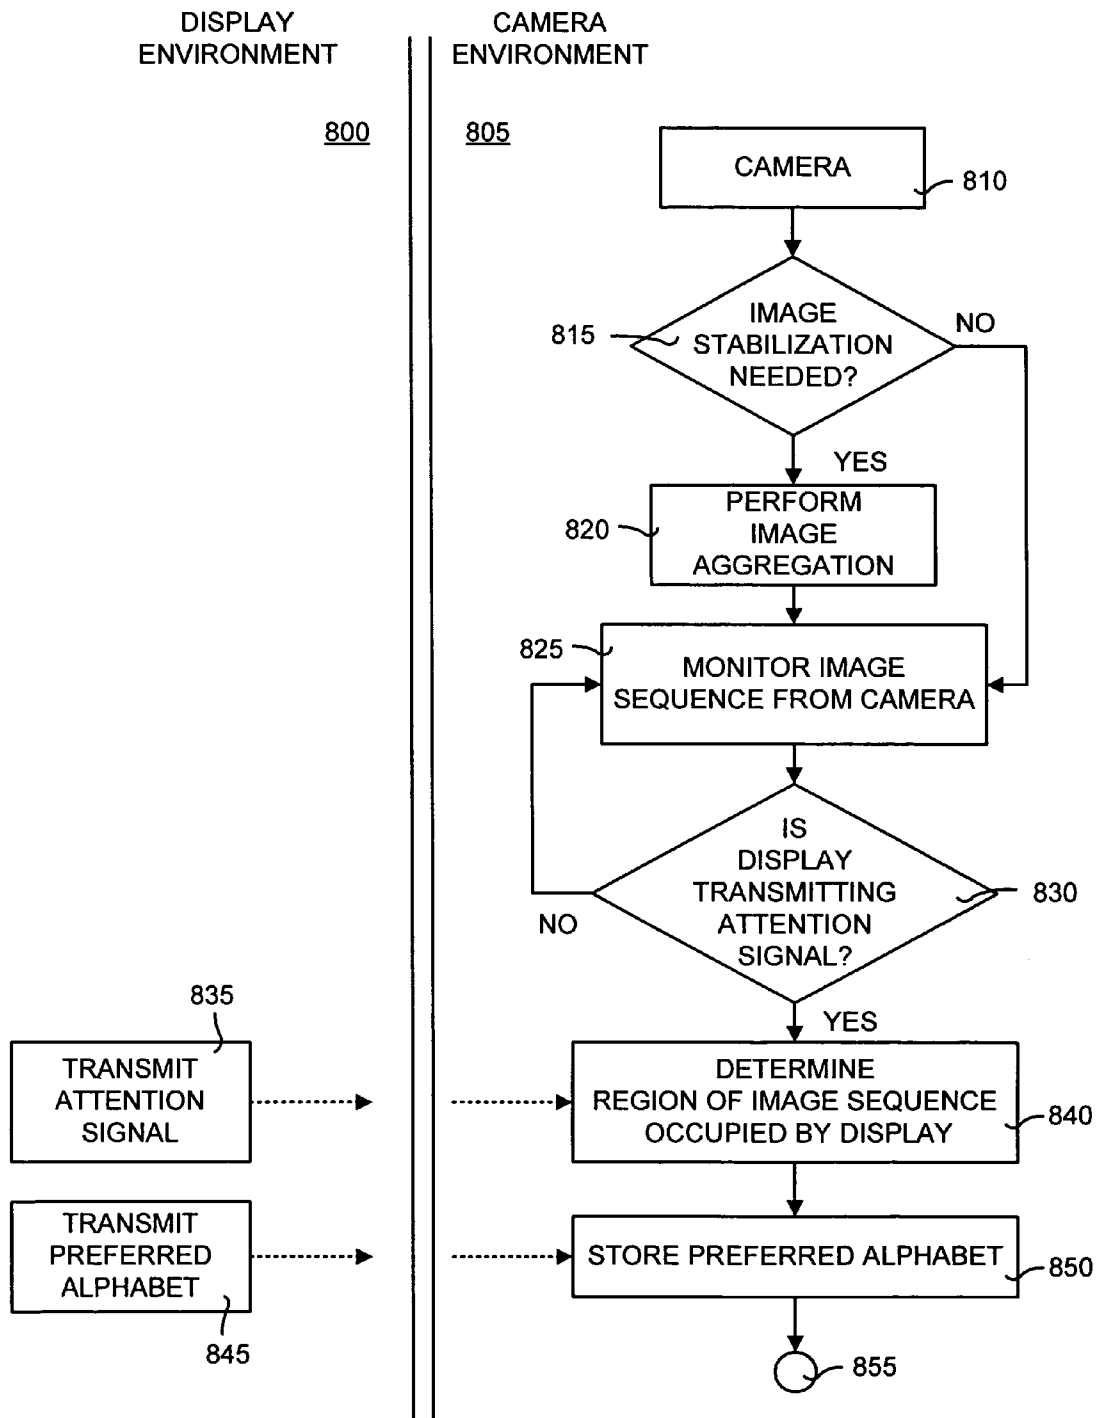 DISPLAY
ENVIRONMENT
CAMERA
ENVIRONMENT
800
805
CAMERA
810
815
IMAGE
STABILIZATION
NEEDED?
NO
YES
820
PERFORM
IMAGE
AGGREGATION
825
MONITOR IMAGE
SEQUENCE FROM CAMERA
IS
DISPLAY
TRANSMITTING
ATTENTION
SIGNAL?
830
NO
YES
835
TRANSMIT
ATTENTION
SIGNAL
DETERMINE
REGION OF IMAGE SEQUENCE
OCCUPIED BY DISPLAY
840
TRANSMIT
PREFERRED
ALPHABET
845
STORE PREFERRED ALPHABET
850
855